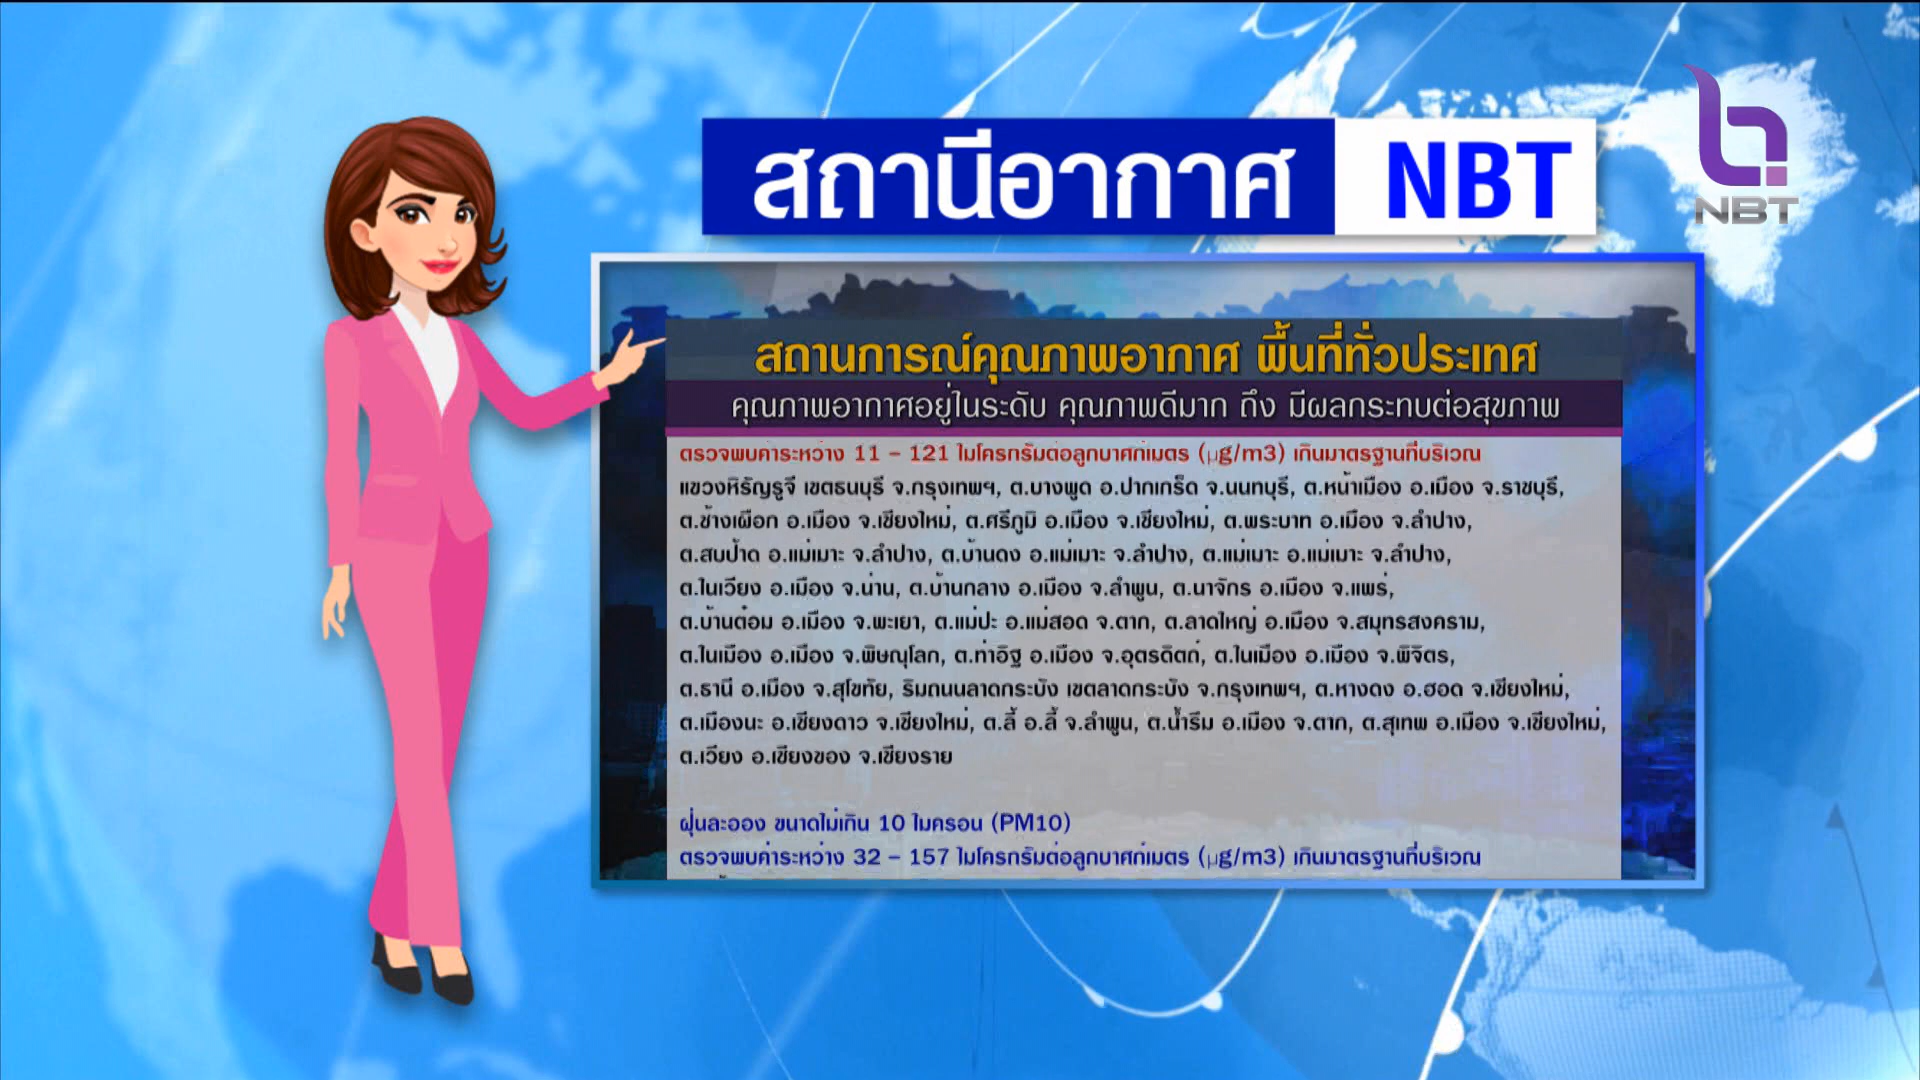 สถานีอากาศ NBT
NBT
สถานการณ์คุณภาพอากาศ พื้นที่ทั่วประเทศ
คุณภาพอากาศอยู่ในระดับ คุณภาพดีมาก ถึง มีผลกระทบต่อสุขภาพ
ตรวจพบค่าระหว่าง 11 - 121 ไมโครกรัมต่อลูกบาศก์เมตร (µg/m3) เกินมาตรฐานที่บริเวณ
แขวงหิรัญรูจี เขตธนบุรี จ.กรุงเทพฯ, ต.บางพูด อ.ปากเกร็ด จ.นนทบุรี, ต.หน้าเมือง อ.เมือง จ.ราชบุรี,
ต.ช้างเผือก อ.เมือง จ.เชียงใหม่, ต.ศรีภูมิ อ.เมือง จ.เชียงใหม่, ต.พระบาท อ.เมือง จ.ลำปาง,
ต.สบป้าด อ.แม่เมาะ จ.ลำปาง, ต.บ้านดง อ.แม่เมาะ จ.ลำปาง, ต.แม่เมาะ อ.แม่เมาะ จ.ลำปาง,
ต.ในเวียง อ.เมือง จ.น่าน, ต.บ้านกลาง อ.เมือง จ.ลำพูน, ต.นาจักร อ.เมือง จ.แพร่,
ต.บ้านต๋อม อ.เมือง จ.พะเยา, ต.แม่ปะ อ.แม่สอด จ.ตาก, ต.ลาดใหญ่ อ.เมือง จ.สมุทรสงคราม,
ต.ในเมือง อ.เมือง จ.พิษณุโลก, ต.ท่าอิฐ อ.เมือง จ.อุตรดิตถ์, ต.ในเมือง อ.เมือง จ.พิจิตร,
ต.ธานี อ.เมือง จ.สุโขทัย, ริมถนนลาดกระบัง เขตลาดกระบัง จ.กรุงเทพฯ, ต.หางดง อ.ฮอด จ.เชียงใหม่,
ต.เมืองนะ อ.เชียงดาว จ.เชียงใหม่, ต.ลี้ อ.ลี้ จ.ลำพูน, ต.น้ำรึม อ.เมือง จ.ตาก, ต.สุเทพ อ.เมือง จ.เชียงใหม่,
ต.เวียง อ.เชียงของ จ.เชียงราย
ฝุ่นละออง ขนาดไม่เกิน 10 ไมครอน (PM10)
ตรวจพบค่าระหว่าง 32 - 157 ไมโครกรัมต่อลูกบาศก์เมตร (µg/m3) เกินมาตรฐานที่บริเวณ